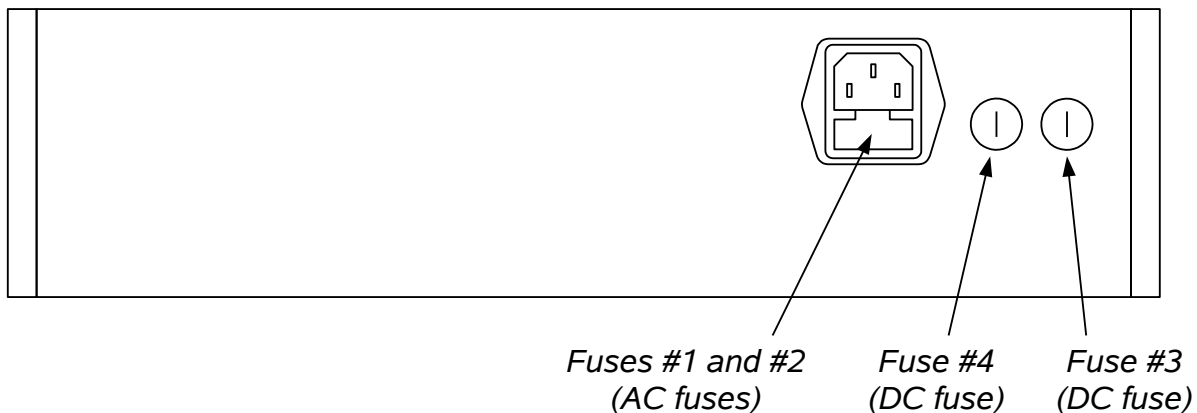 Fuses #1 and #2
(AC fuses)
Fuse #4
(DC fuse)
Fuse #3
(DC fuse)